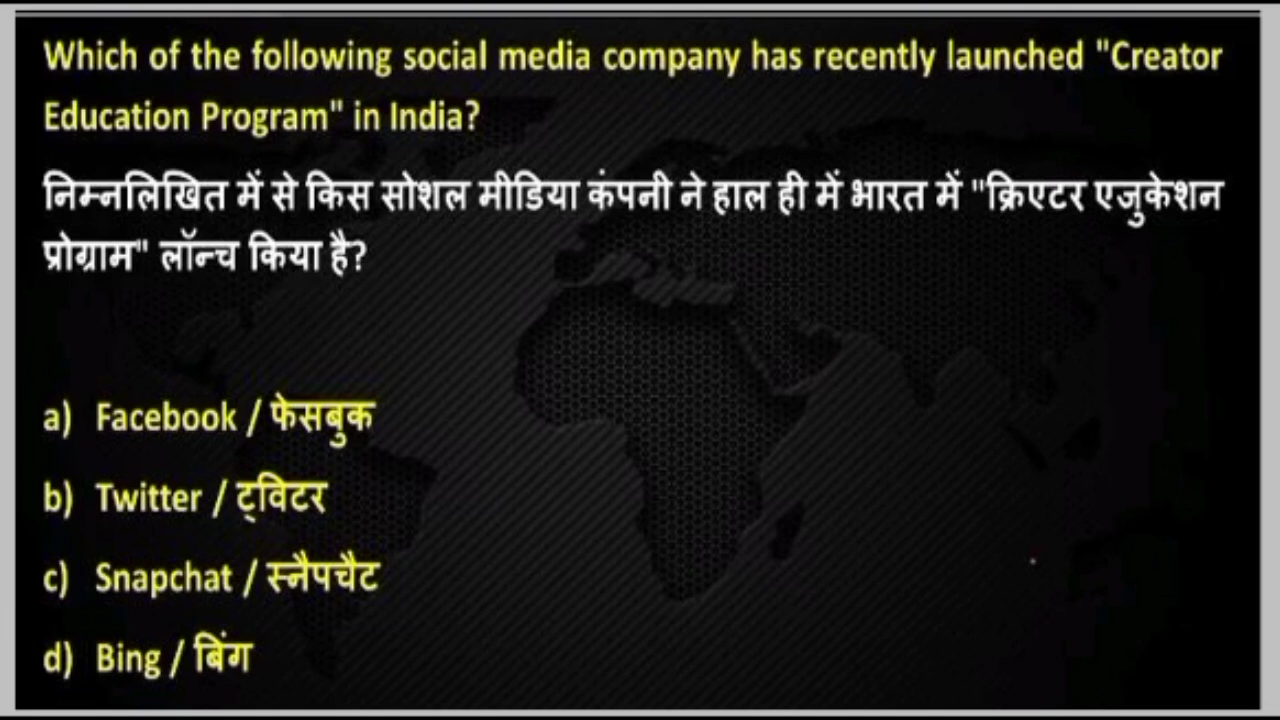 Which of the following social media company has recently launched "Creator
Education Program" in India?
निम्नलिखित में से किस सोशल मीडिया कंपनी ने हाल ही में भारत में "क्रिएटर एजुकेशन
प्रोग्राम" लॉन्च किया है?
a) Facebook / फेसबुक
b) Twitter / ट्विटर
c) Snapchat / स्नैपचैट
d) Bing / बिंग